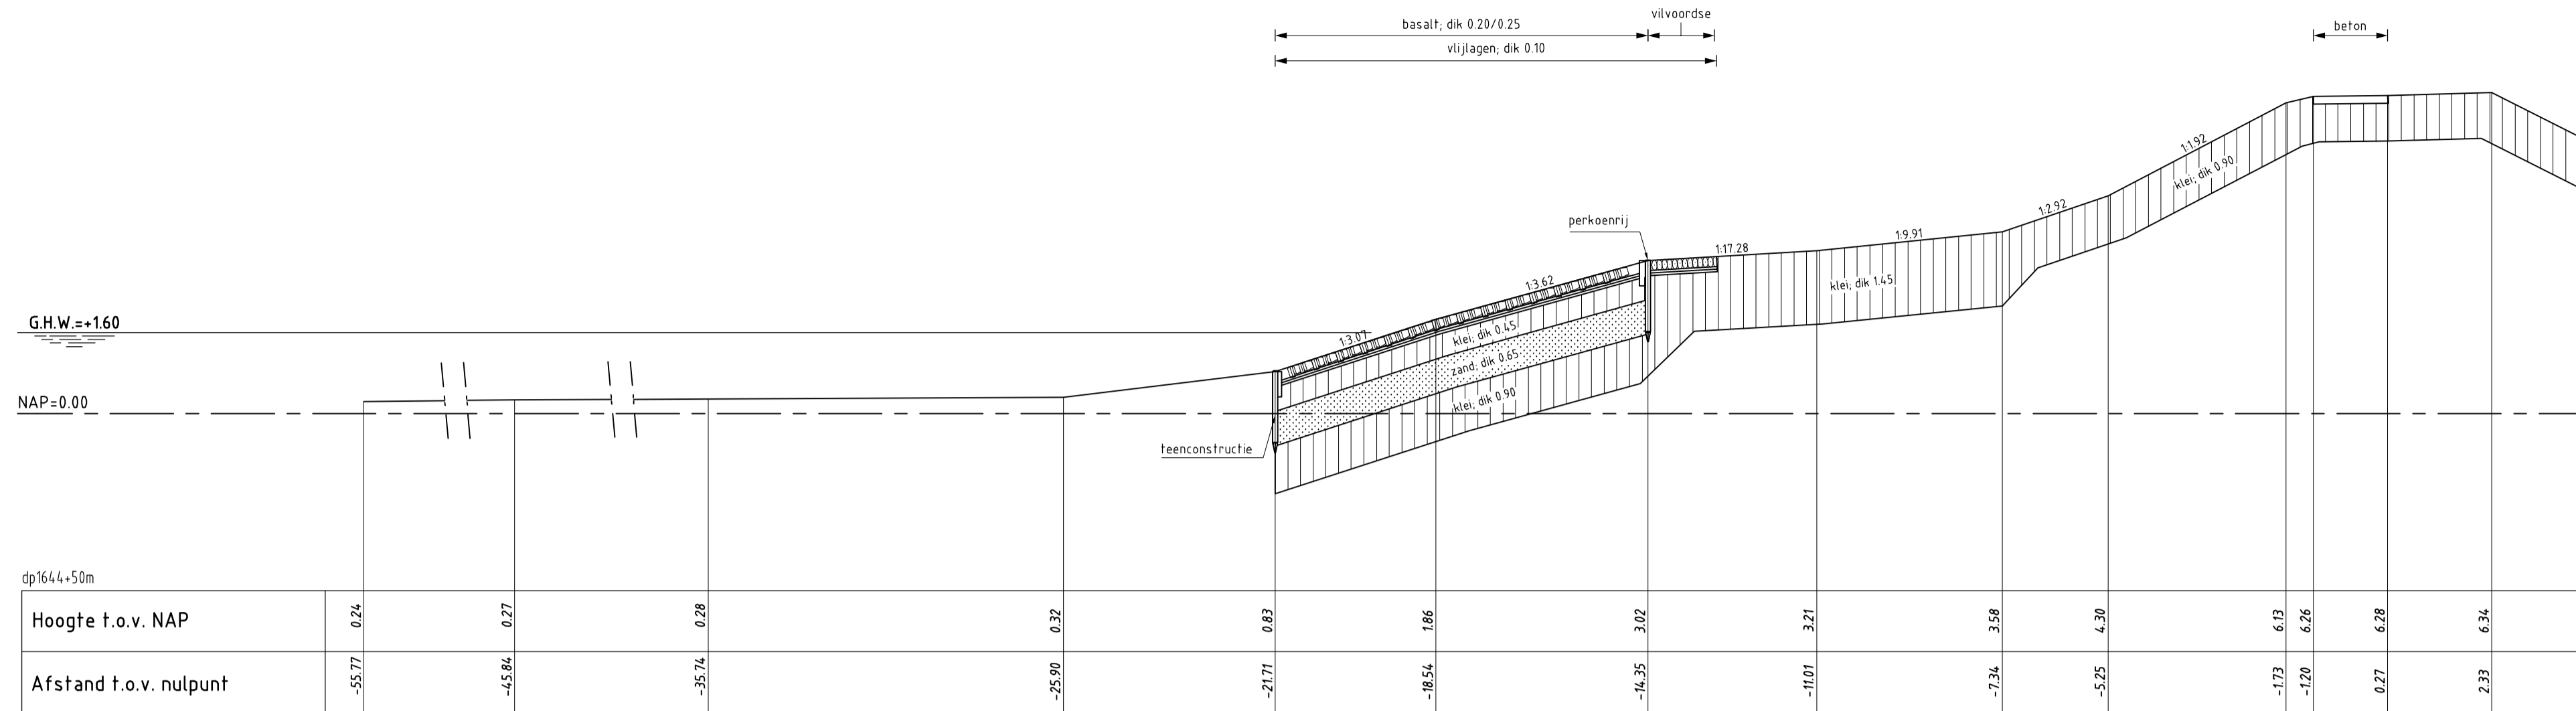 vilvoordse
basalt; dik 0.20/0.25
beton
vlijlagen; dik 0.10
1:1.92
klei; dik 0.90
1:2.92
perkoenrij
1:9.91
1:17.28
1:3.62
klei; dik 1.45
G.H.W.=+1.60
1:3.07
klei; dik 0.45
zand; dik 0.65
klei; dik 0.90
NAP=0.00
teenconstructie
dp1644+50m
Hoogte t.o.v. NAP 0.24 0.27 0.28 0.32 0.83 1.86 3.02 3.21 3.58 4.30 6.13 6.26 6.28 6.34
Afstand t.o.v. nulpunt -55.77 -45.84 -35.74 -25.90 -21.71 -18.54 -14.35 -11.01 -7.34 -5.25 -1.73 -1.20 0.27 2.33